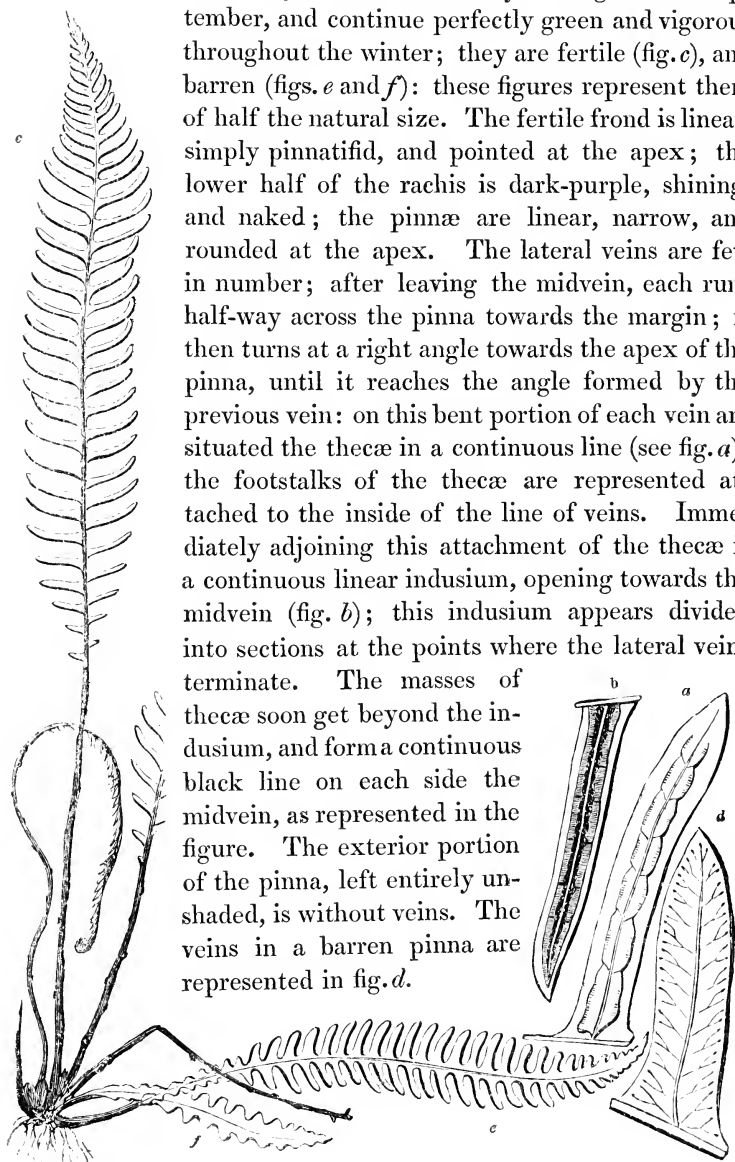 tember, and continue perfectly green and vigorou
throughout the winter; they are fertile (fig. c), an
barren (figs. e and f): these figures represent the
of half the natural size. The fertile frond is linea
simply pinnatifid, and pointed at the apex; th
lower half of the rachis is dark-purple, shining
and naked; the pinnæ are linear, narrow, an
rounded at the apex. The lateral veins are fe
in number; after leaving the midvein, each ru
half-way across the pinna towards the margin;
then turns at a right angle towards the apex of th
pinna, until it reaches the angle formed by th
previous vein: on this bent portion of each vein ar
situated the thecæ in a continuous line (see fig. a)
the footstalks of the thecæ are represented at
tached to the inside of the line of veins. Imme
diately adjoining this attachment of the thecæ
a continuous linear indusium, opening towards th
midvein (fig. b); this indusium appears divide
into sections at the points where the lateral vein
terminate. The masses of
thecæ soon get beyond the in-
dusium, and form a continuous
black line on each side the
midvein, as represented in the
figure. The exterior portion
of the pinna, left entirely un-
shaded, is without veins. The
veins in a barren pinna are
represented in fig. d.
c
b
a
d
e
f